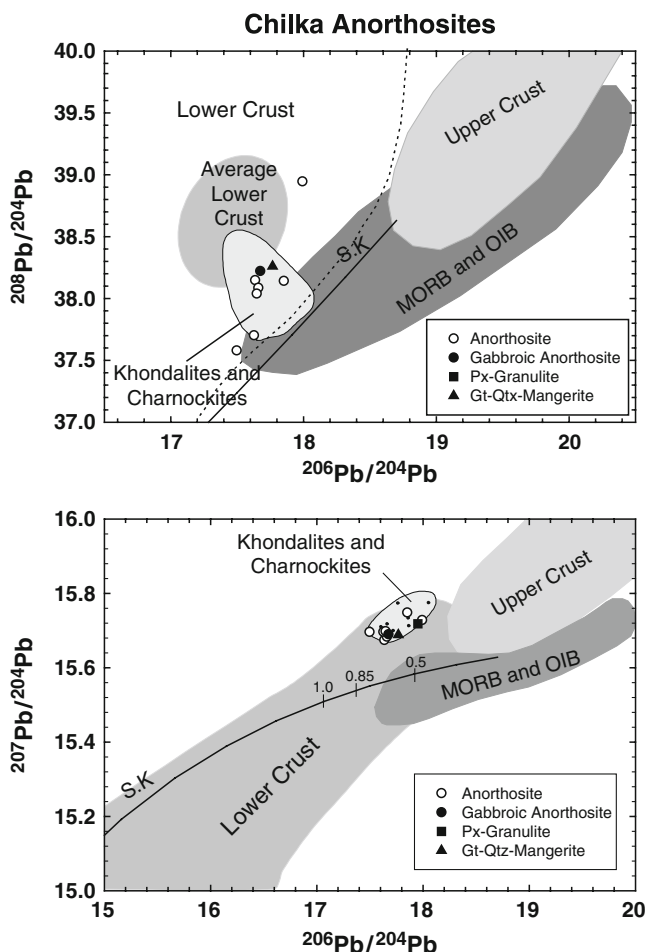 Chilka Anorthosites
40.0
39.5
39.0
38.5
38.0
37.5
37.0
208Pb/204Pb
Lower Crust
Average
Lower
Crust
Upper Crust
S.K
MORB and OIB
Khondalites and
Charnockites
Anorthosite
Gabbroic Anorthosite
Px-Granulite
Gt-Qtx-Mangerite
17 18 19 20
206Pb/204Pb
16.0
15.8
15.6
15.4
15.2
15.0
207Pb/204Pb
Khondalites and
Charnockites
Upper Crust
MORB and OIB
1.0 0.85 0.5
S.K
Lower Crust
Anorthosite
Gabbroic Anorthosite
Px-Granulite
Gt-Qtz-Mangerite
15 16 17 18 19 20
206Pb/204Pb